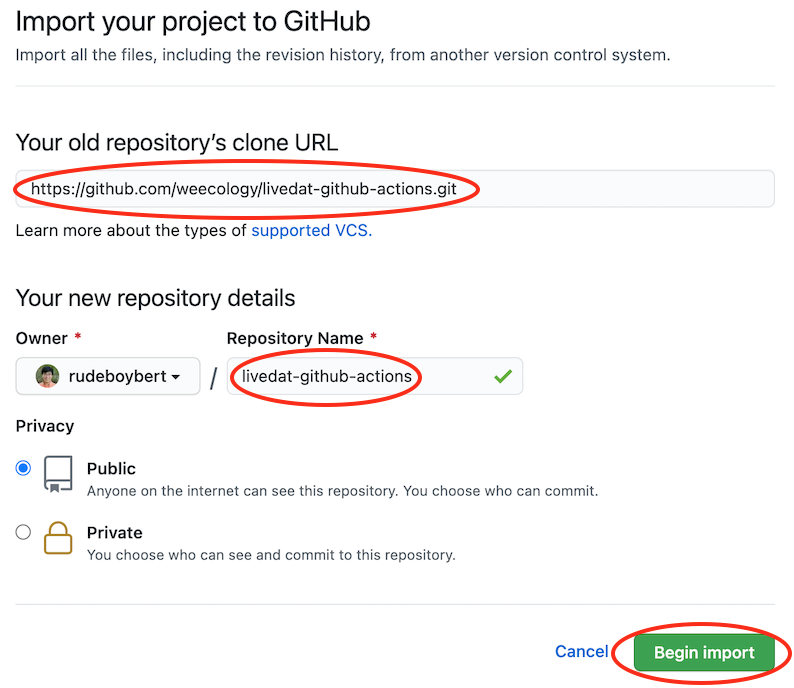 Import your project to GitHub
Import all the files, including the revision history, from another version control system.
Your old repository’s clone URL
https://github.com/weecology/livedat-github-actions.git
Learn more about the types of supported VCS.
Your new repository details
Owner * Repository Name *
rudeboybert / livedat-github-actions
Privacy
Public
Anyone on the internet can see this repository. You choose who can commit.
Private
You choose who can see and commit to this repository.
Cancel Begin import